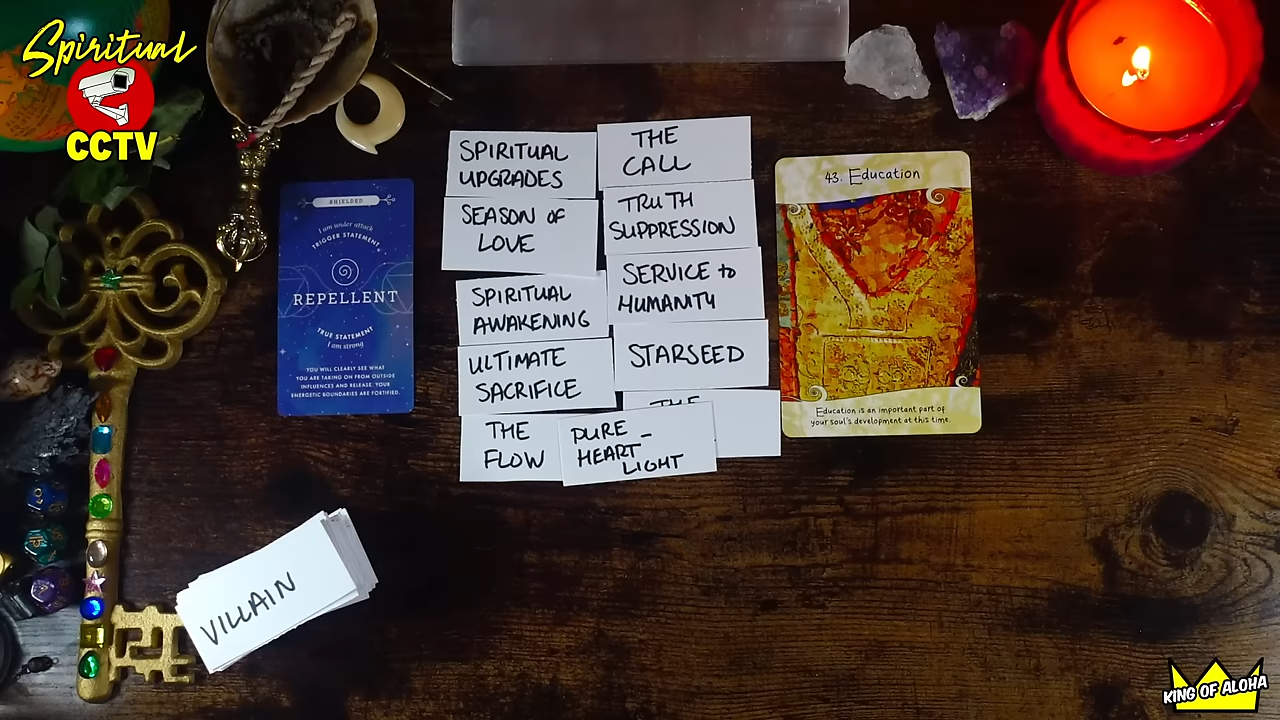 Spiritual
CCTV
SHIELDED
I am under attack
TRIGGER STATEMENT
REPELLENT
TRUE STATEMENT
I am strong
YOU WILL CLEARLY SEE WHAT
YOU ARE TAKING ON FROM OUTSIDE
INFLUENCES AND RELEASE. YOUR
ENERGETIC BOUNDARIES ARE FORTIFIED.
SPIRITUAL
UPGRADES
SEASON OF
LOVE
SPIRITUAL
AWAKENING
ULTIMATE
SACRIFICE
THE
FLOW
THE
CALL
TRUTH
SUPPRESSION
SERVICE to
HUMANITY
STARSEED
THE
PURE-
HEART
LIGHT
43. Education
Education is an important part of
your soul's development at this time.
VILLAIN
KING OF ALOHA